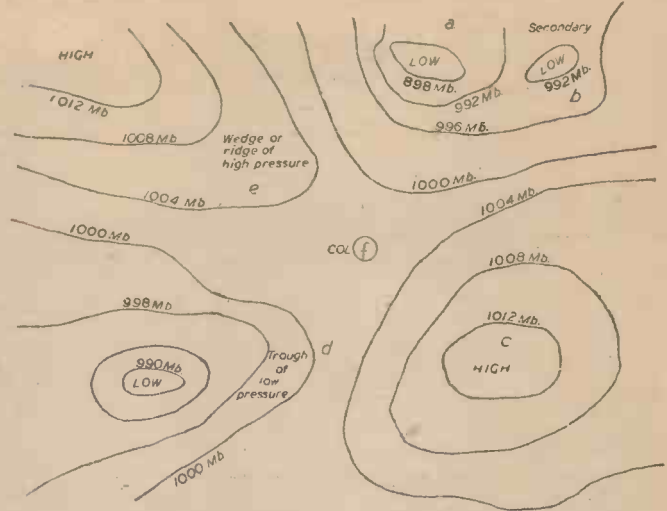 a
Secondary
HIGH
LOW
LOW
898 Mb.
992 Mb.
1012 Mb
992 Mb.
b
996 Mb.
1008 Mb
Wedge or
ridge of
high pressure
e
1004 Mb
1000 Mb.
1004 Mb.
1000 Mb
COL f
1008 Mb.
998 Mb
1012 Mb.
d
C
990 Mb
LOW
Trough of
low
pressure
HIGH
1000 Mb